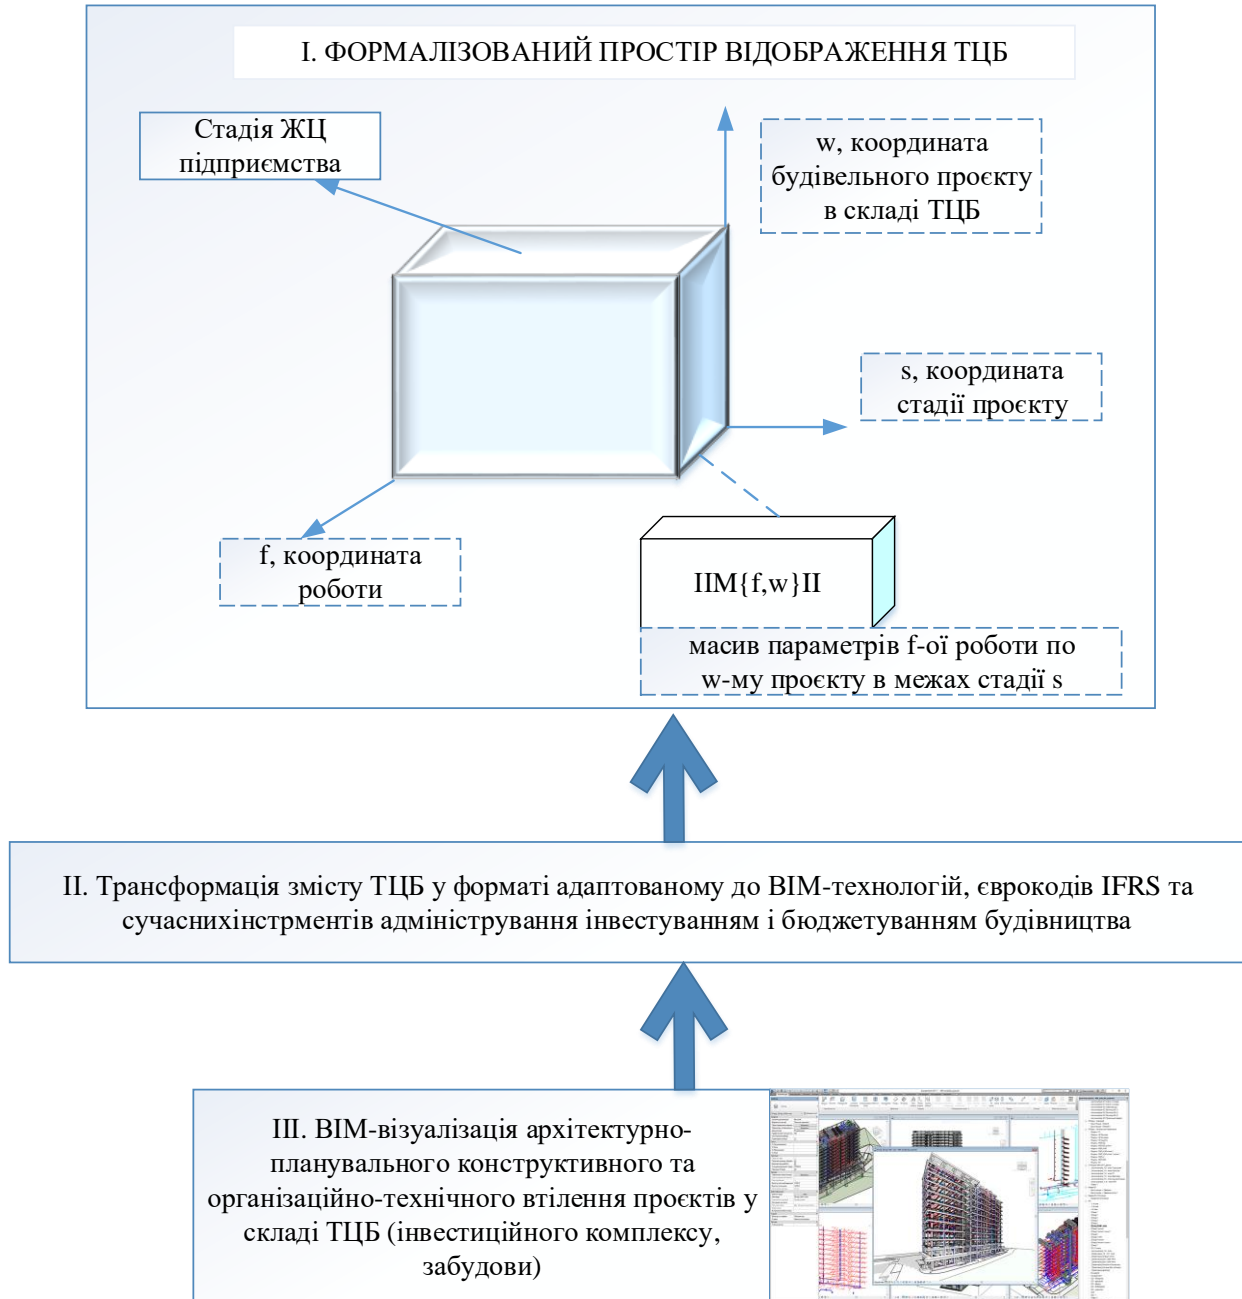 I. ФОРМАЛІЗОВАНИЙ ПРОСТІР ВІДОБРАЖЕННЯ ТЦБ
Стадія ЖЦ
підприємства
w, координата
будівельного проєкту
в складі ТЦБ
s, координата
стадії проєкту
f, координата
роботи
IIM{f,w}II
масив параметрів f-ої роботи по
w-му проєкту в межах стадії s
II. Трансформація змісту ТЦБ у форматі адаптованому до BIM-технологій, єврокодів IFRS та
сучаснихінстрментів адміністрування інвестуванням і бюджетуванням будівництва
III. BIM-візуалізація архітектурно-
планувального конструктивного та
організаційно-технічного втілення проєктів у
складі ТЦБ (інвестиційного комплексу,
забудови)